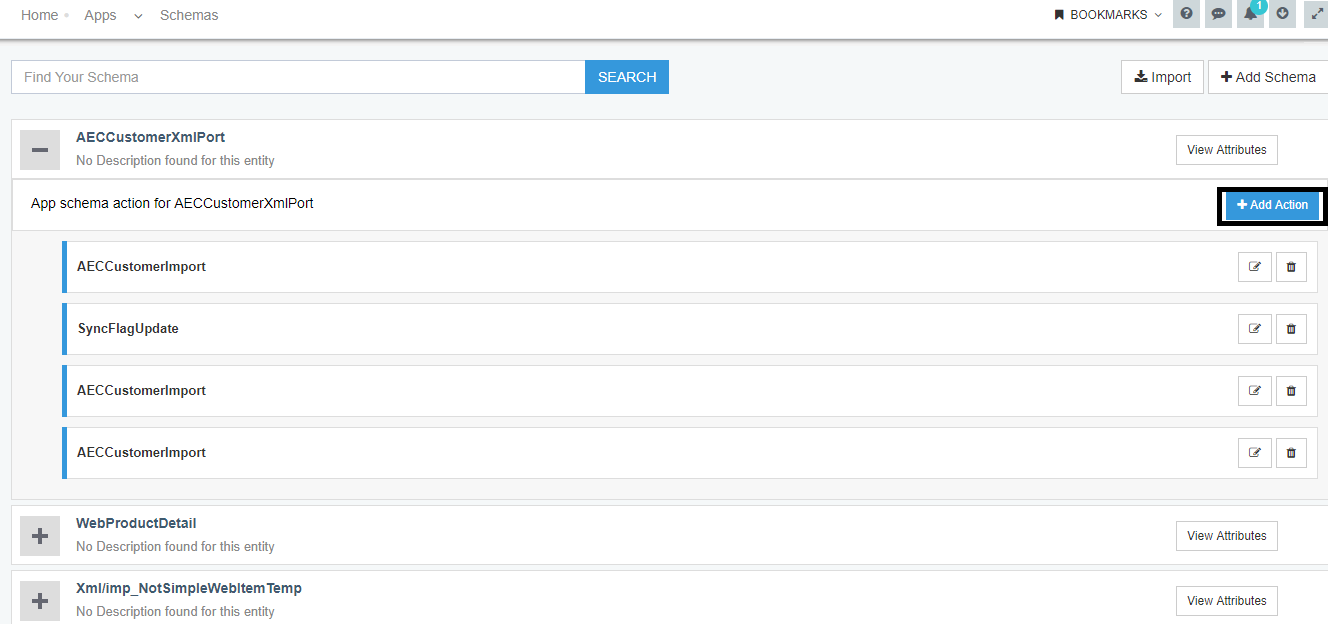 Home Apps Schemas BOOKMARKS 1
Find Your Schema SEARCH Import Add Schema
AECCustomerXmlPort
No Description found for this entity
View Attributes
App schema action for AECCustomerXmlPort Add Action
AECCustomerImport
SyncFlagUpdate
AECCustomerImport
AECCustomerImport
WebProductDetail
No Description found for this entity
View Attributes
Xml/imp_NotSimpleWebItemTemp
No Description found for this entity
View Attributes